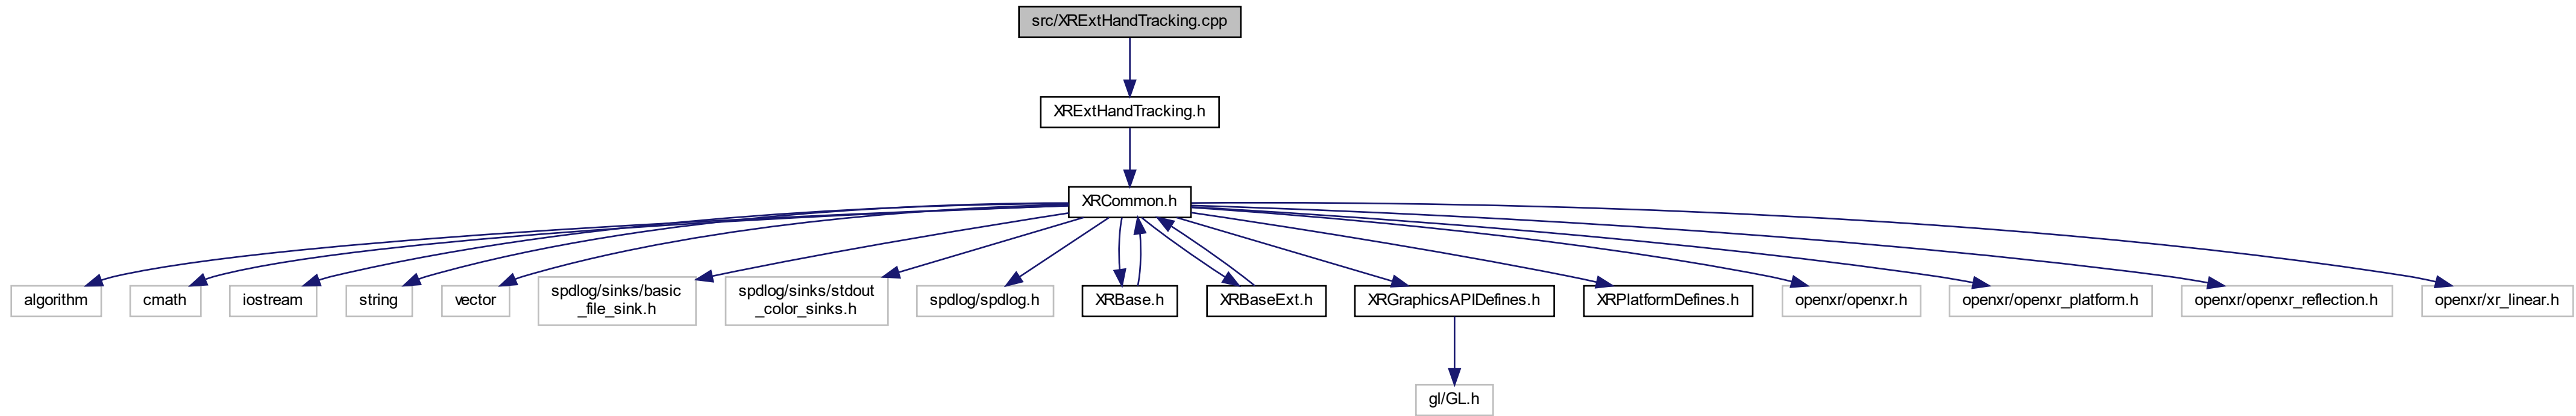 src/XRExtHandTracking.cpp
XRExtHandTracking.h
XRCommon.h
algorithm
cmath
iostream
string
vector
spdlog/sinks/basic
_file_sink.h
spdlog/sinks/stdout
_color_sinks.h
spdlog/spdlog.h
XRBase.h
XRBaseExt.h
XRGraphicsAPIDefines.h
XRPlatformDefines.h
openxr/openxr.h
openxr/openxr_platform.h
openxr/openxr_reflection.h
openxr/xr_linear.h
gl/GL.h